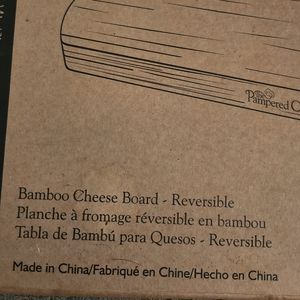 The
Pampered C
Bamboo Cheese Board - Reversible
Planche à fromage réversible en bambou
Tabla de Bambú para Quesos - Reversible
Made in China/Fabriqué en Chine/Hecho en China